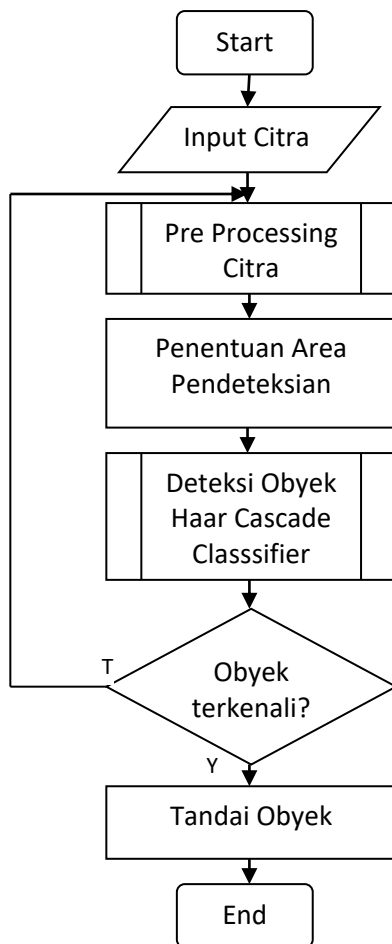 Start
Input Citra
Pre Processing
Citra
Penentuan Area
Pendeteksian
Deteksi Obyek
Haar Cascade
Classsifier
T
Obyek
terkenali?
Y
Tandai Obyek
End